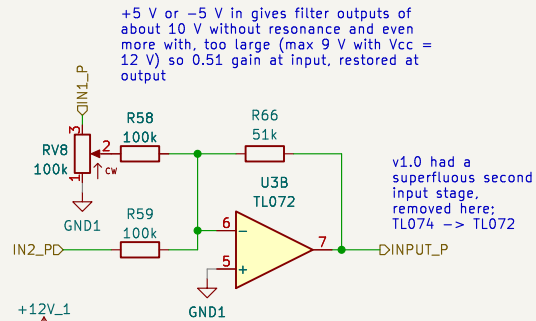 +5 V or −5 V in gives filter outputs of
about 10 V without resonance and even
more with, too large (max 9 V with Vcc =
12 V) so 0.51 gain at input, restored at
output
IN1_P
3
RV8
100k
2
1
cw
GND1
R58
100k
R66
51k
R59
100k
IN2_P
U3B
TL072
6
−
5
+
7
GND1
INPUT_P
v1.0 had a
superfluous second
input stage,
removed here;
TL074 −> TL072
+12V_1